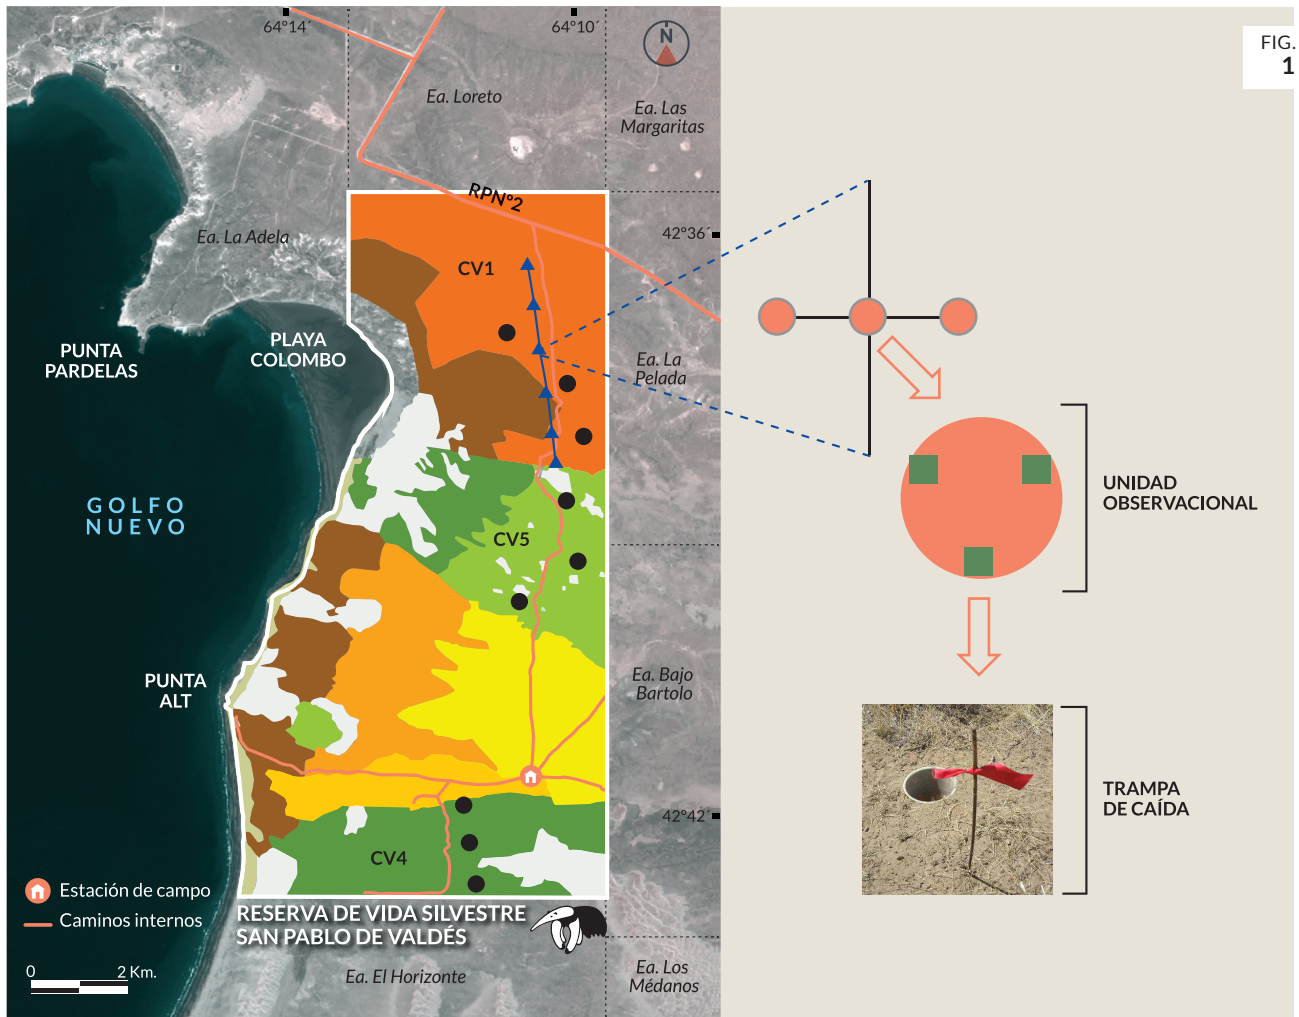 64°14´
64°10´
N
FIG.
1
Ea. Loreto
Ea. Las
Margaritas
RPNº2
Ea. La Adela
42°36´
CV1
PLAYA
COLOMBO
PUNTA
PARDELAS
Ea. La
Pelada
UNIDAD
OBSERVACIONAL
GOLFO
NUEVO
CV5
PUNTA
ALT
Ea. Bajo
Bartolo
TRAMPA
DE CAÍDA
42°42´
CV4
Estación de campo
Caminos internos
RESERVA DE VIDA SILVESTRE
SAN PABLO DE VALDÉS
0 2 Km.
Ea. El Horizonte
Ea. Los
Médanos